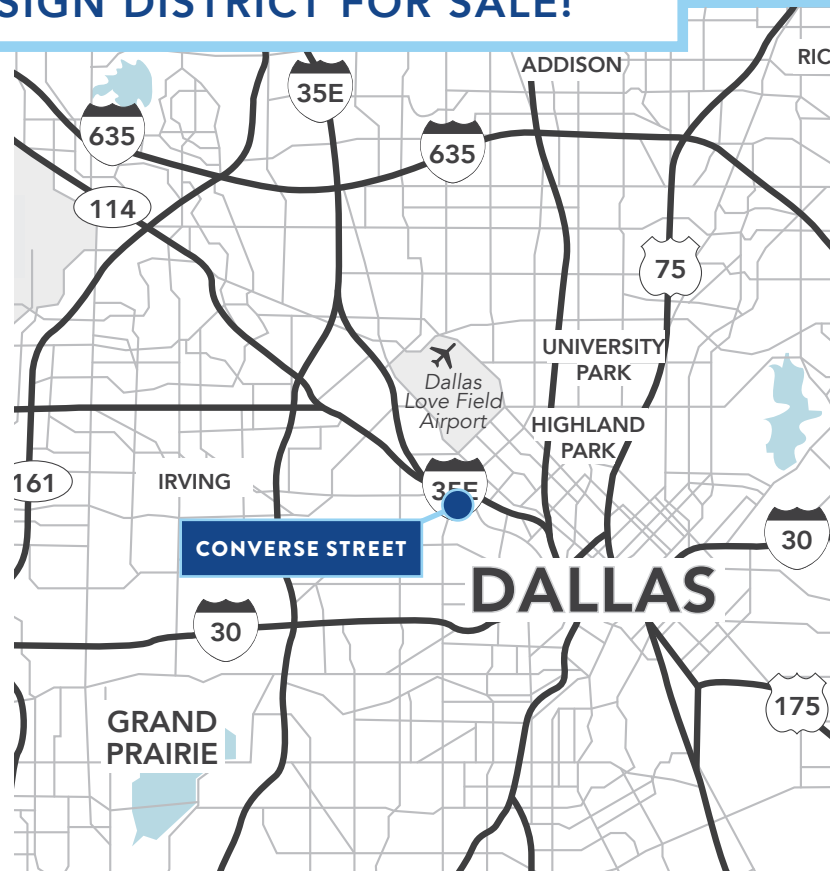 SIGN DISTRICT FOR SALE!
ADDISON
RIC
35E
635
635
114
75
UNIVERSITY
PARK
Dallas
Love Field
Airport
HIGHLAND
PARK
161
IRVING
35E
CONVERSE STREET
30
DALLAS
30
GRAND
PRAIRIE
175